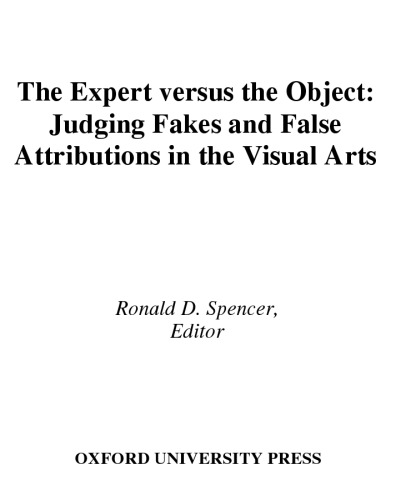 The Expert versus the Object:
Judging Fakes and False
Attributions in the Visual Arts
Ronald D. Spencer,
Editor
OXFORD UNIVERSITY PRESS